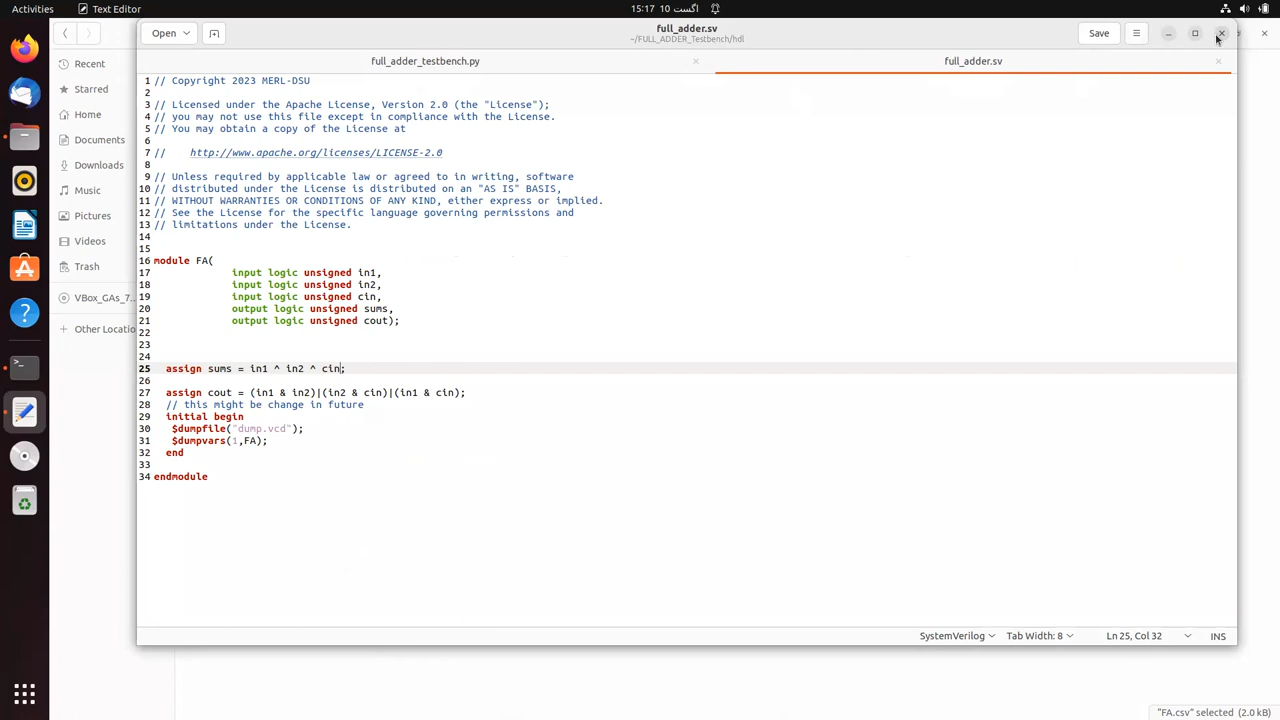 Activities
Text Editor
15:17 10 اگست
Open
full_adder.sv
~/FULL_ADDER_Testbench/hdl
Save
full_adder_testbench.py
full_adder.sv
Recent
Starred
Home
Documents
Downloads
Music
Pictures
Videos
Trash
VBox_GAs_7...
Other Locatio
1 // Copyright 2023 MERL-DSU
2
3 // Licensed under the Apache License, Version 2.0 (the "License");
4 // you may not use this file except in compliance with the License.
5 // You may obtain a copy of the License at
6
7 //    http://www.apache.org/licenses/LICENSE-2.0
8
9 // Unless required by applicable law or agreed to in writing, software
10 // distributed under the License is distributed on an "AS IS" BASIS,
11 // WITHOUT WARRANTIES OR CONDITIONS OF ANY KIND, either express or implied.
12 // See the License for the specific language governing permissions and
13 // limitations under the License.
14
15
16 module FA(
17 input logic unsigned in1,
18 input logic unsigned in2,
19 input logic unsigned cin,
20 output logic unsigned sums,
21 output logic unsigned cout);
22
23
24
25 assign sums = in1 ^ in2 ^ cin;
26
27 assign cout = (in1 & in2)|(in2 & cin)|(in1 & cin);
28 // this might be change in future
29 initial begin
30 $dumpfile("dump.vcd");
31 $dumpvars(1,FA);
32 end
33
34 endmodule
SystemVerilog
Tab Width: 8
Ln 25, Col 32
INS
"FA.csv" selected (2.0 kB)